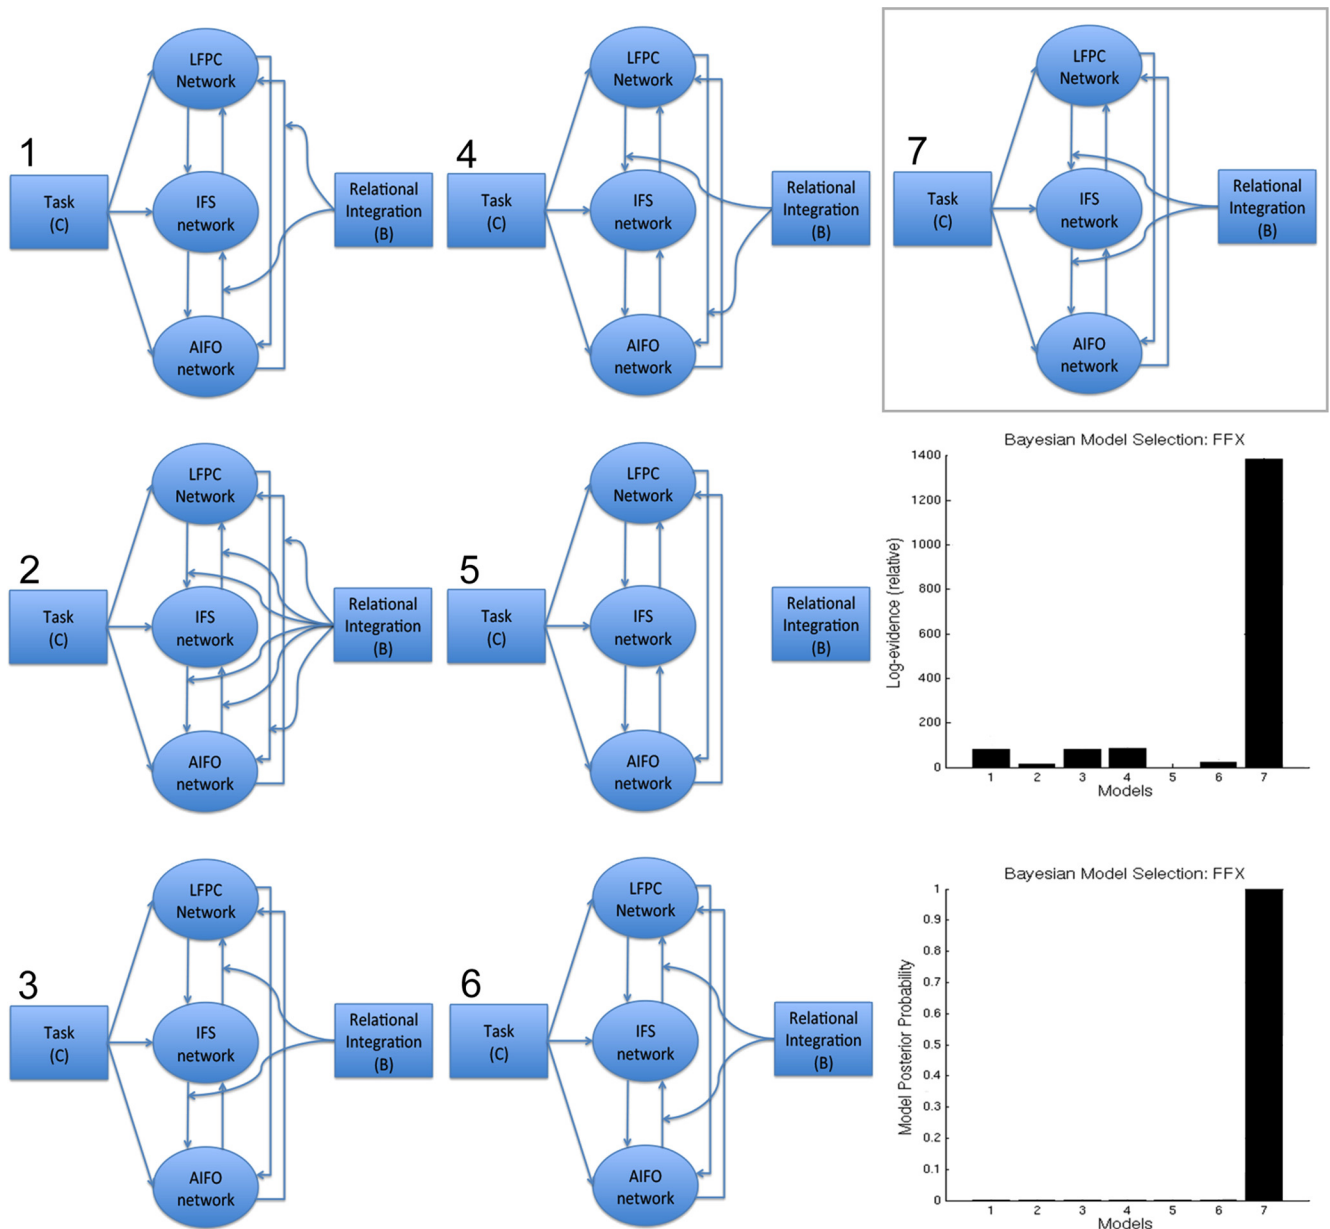 1
LFPC
Network
Task
(C)
IFS
network
Relational
Integration
(B)
AIFO
network
4
LFPC
Network
Task
(C)
IFS
network
Relational
Integration
(B)
AIFO
network
7
LFPC
Network
Task
(C)
IFS
network
Relational
Integration
(B)
AIFO
network
2
LFPC
Network
Task
(C)
IFS
network
Relational
Integration
(B)
AIFO
network
5
LFPC
Network
Task
(C)
IFS
network
Relational
Integration
(B)
AIFO
network
Bayesian Model Selection: FFX
Log-evidence (relative)
1400
1200
1000
800
600
400
200
0
1 2 3 4 5 6 7
Models
3
LFPC
Network
Task
(C)
IFS
network
Relational
Integration
(B)
AIFO
network
6
LFPC
Network
Task
(C)
IFS
network
Relational
Integration
(B)
AIFO
network
Bayesian Model Selection: FFX
Model Posterior Probability
1
0.9
0.8
0.7
0.6
0.5
0.4
0.3
0.2
0.1
0
1 2 3 4 5 6 7
Models